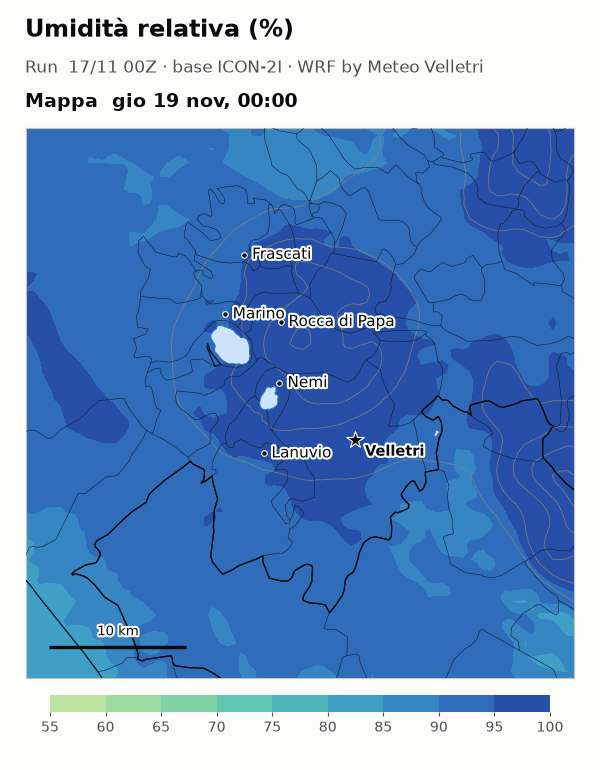 Umidità relativa (%)
Run  17/11 00Z · base ICON-2I · WRF by Meteo Velletri
Mappa  gio 19 nov, 00:00
Frascati
Marino
Rocca di Papa
Nemi
Velletri
Lanuvio
10 km
55 60 65 70 75 80 85 90 95 100